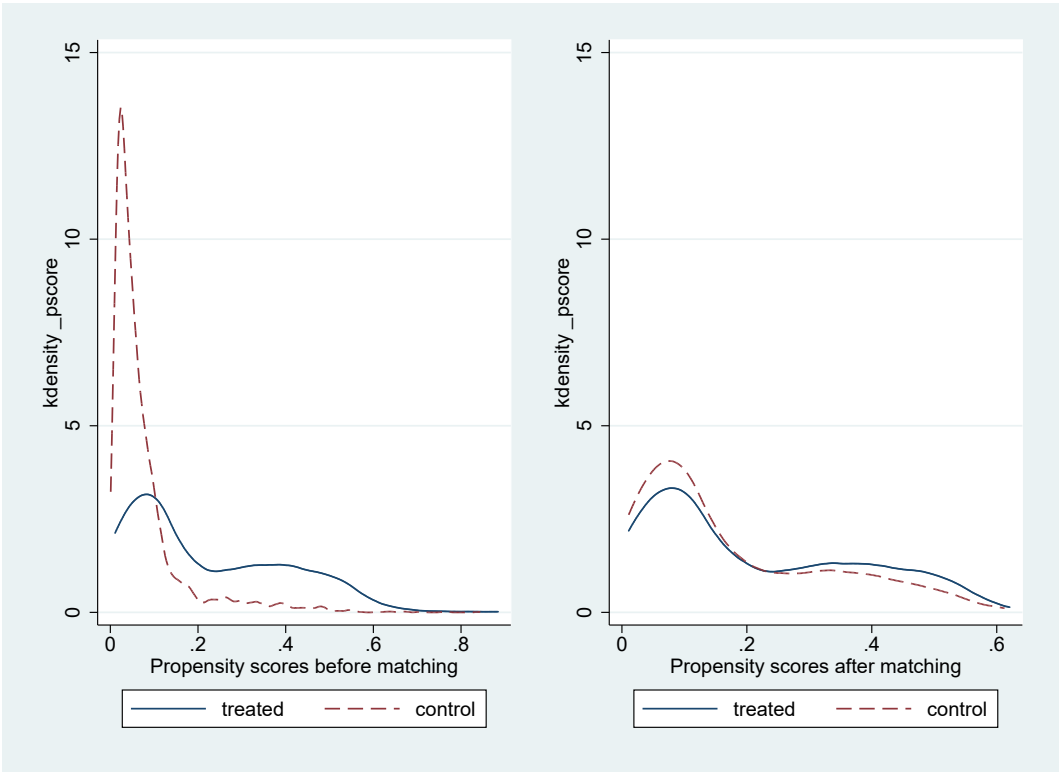 15
10
5
0
kdensity _pscore
0 .2 .4 .6 .8
Propensity scores before matching
treated control
15
10
5
0
kdensity _pscore
0 .2 .4 .6
Propensity scores after matching
treated control